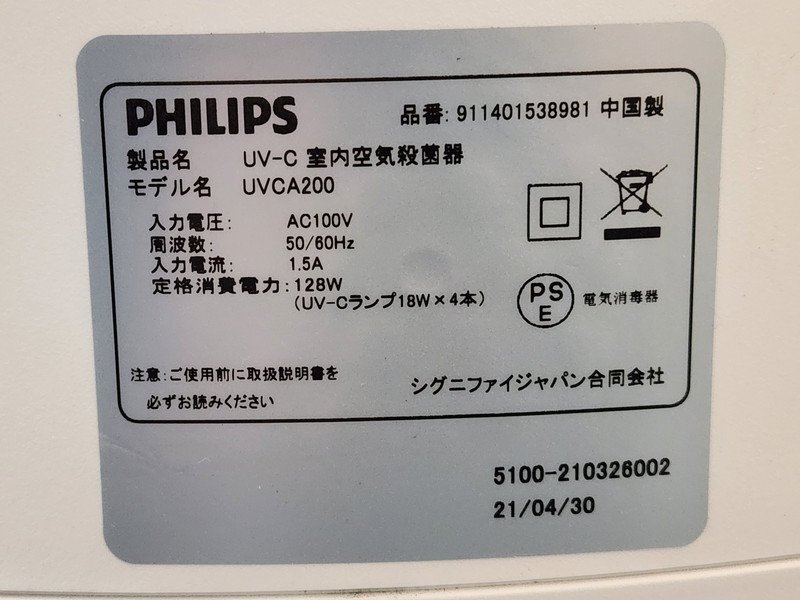 PHILIPS
品番: 911401538981 中国製
製品名 UV-C 室内空気殺菌器
モデル名 UVCA200
入力電圧: AC100V
周波数: 50/60Hz
入力電流: 1.5A
定格消費電力: 128W
(UV-Cランプ18W×4本)
PS
E
電気消毒器
注意:ご使用前に取扱説明書を
必ずお読みください
シグニファイジャパン合同会社
5100-210326002
21/04/30